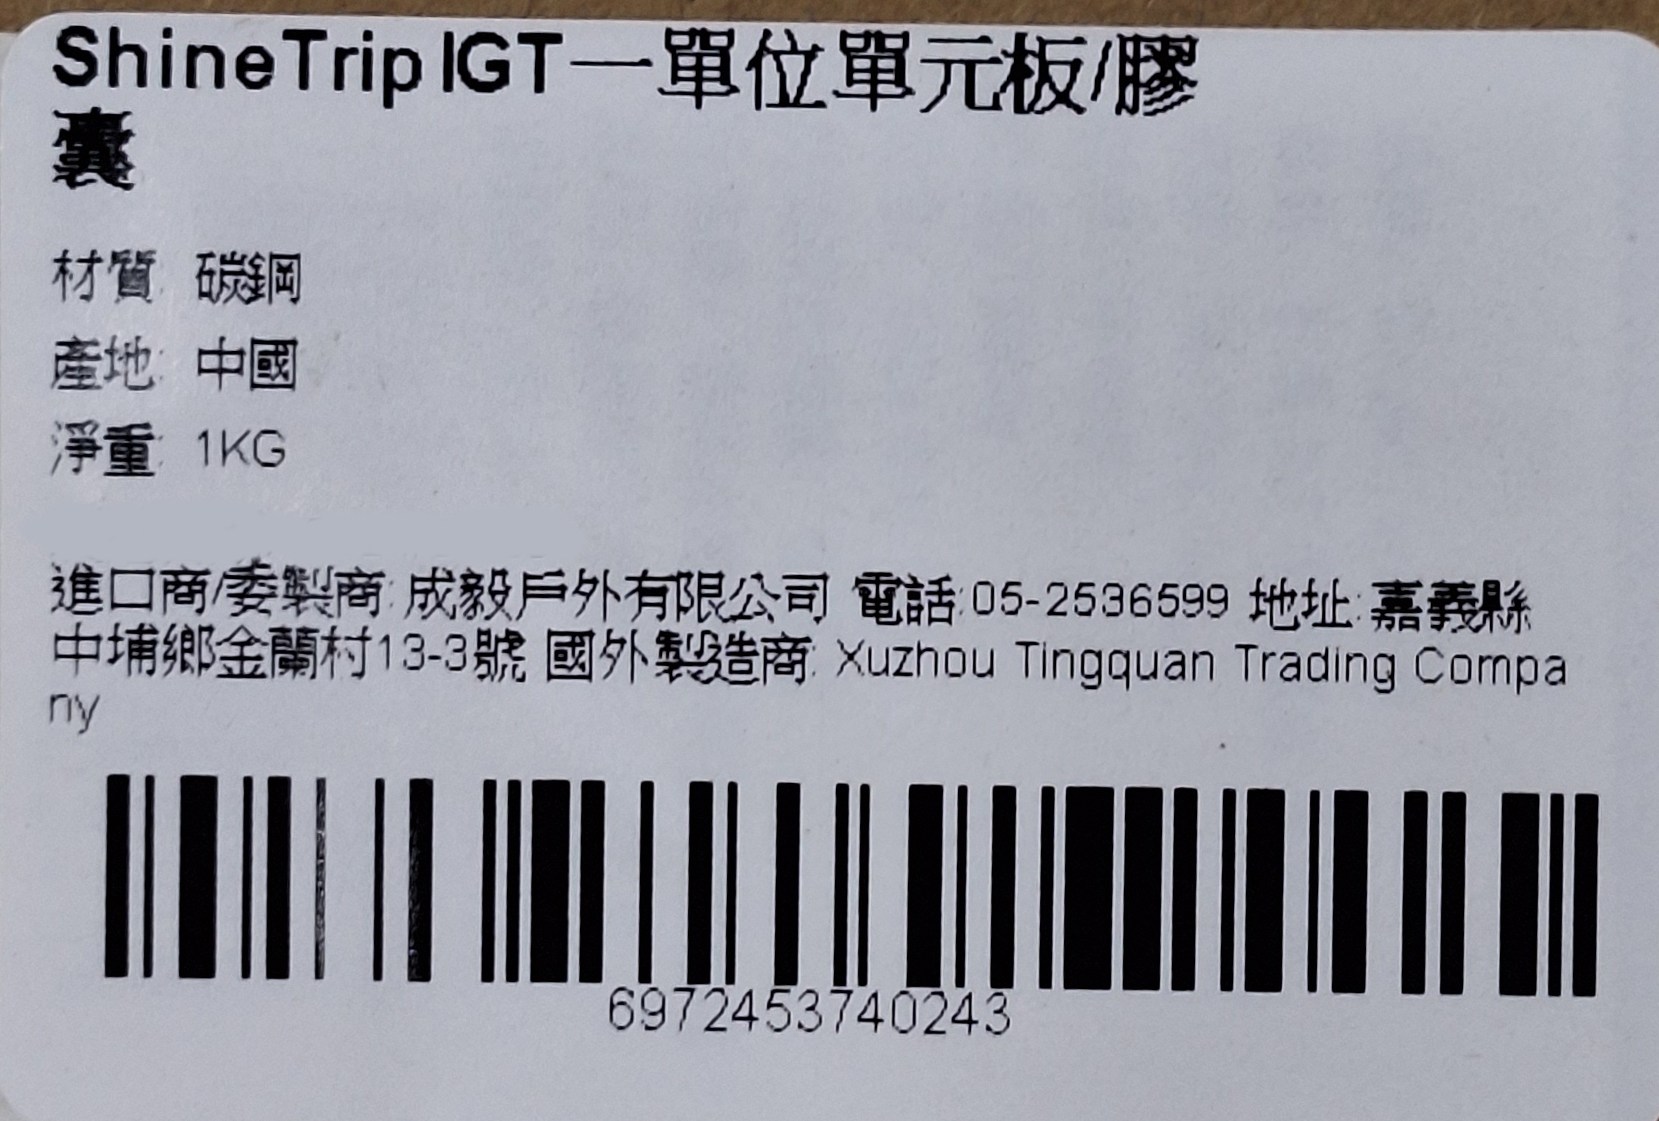 ShineTrip IGT一單位單元板/膠
囊
材質: 碳鋼
產地: 中國
淨重: 1KG
進口商/委製商: 成毅戶外有限公司 電話:05-2536599 地址:嘉義縣
中埔鄉金蘭村13-3號 國外製造商: Xuzhou Tingquan Trading Compa
ny
6972453740243